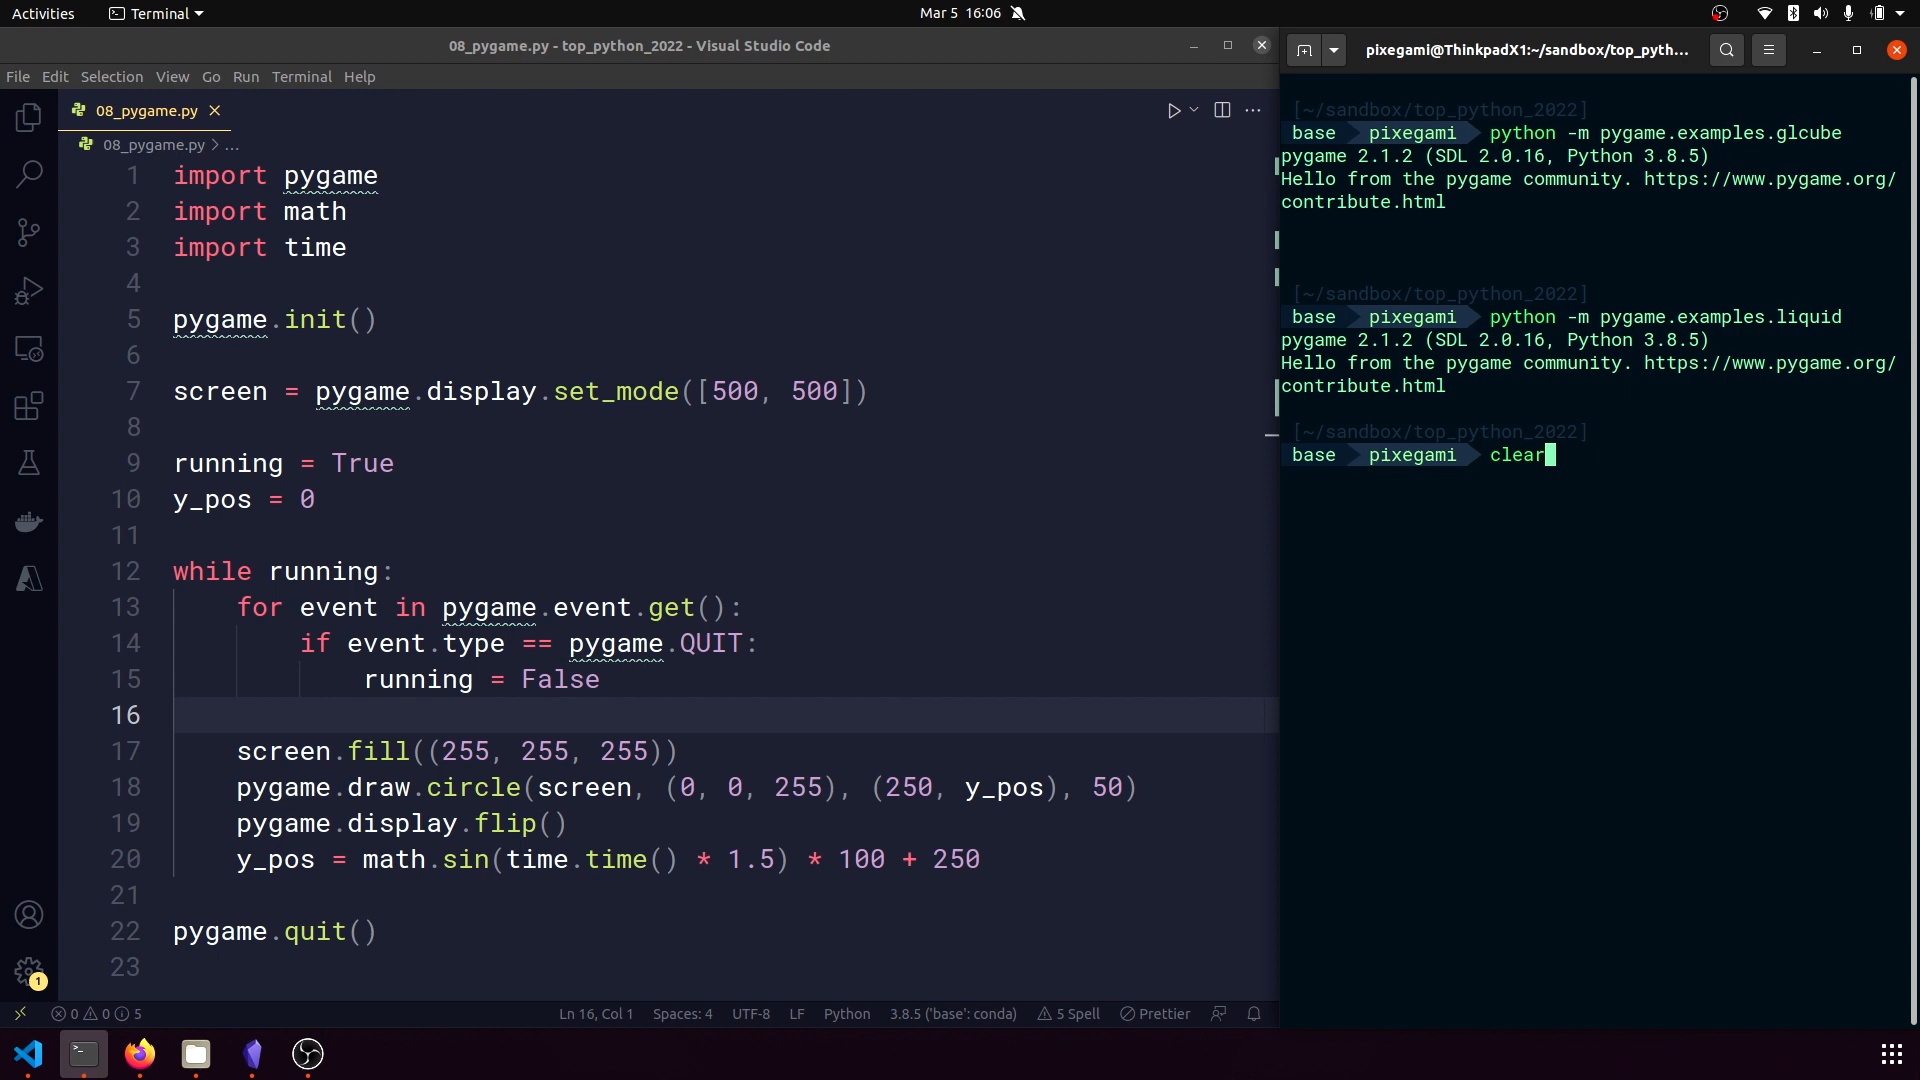 Activities
Terminal
Mar 5 16:06
08_pygame.py - top_python_2022 - Visual Studio Code
File Edit Selection View Go Run Terminal Help
08_pygame.py
08_pygame.py > ...
1 import pygame
2 import math
3 import time
4
5 pygame.init()
6
7 screen = pygame.display.set_mode([500, 500])
8
9 running = True
10 y_pos = 0
11
12 while running:
13 for event in pygame.event.get():
14 if event.type == pygame.QUIT:
15 running = False
16
17 screen.fill((255, 255, 255))
18 pygame.draw.circle(screen, (0, 0, 255), (250, y_pos), 50)
19 pygame.display.flip()
20 y_pos = math.sin(time.time() * 1.5) * 100 + 250
21
22 pygame.quit()
23
1
0 0 5
Ln 16, Col 1 Spaces: 4 UTF-8 LF Python 3.8.5 ('base': conda) 5 Spell Prettier
pixegami@ThinkpadX1:~/sandbox/top_pyth...
[~/sandbox/top_python_2022]
base pixegami python -m pygame.examples.glcube
pygame 2.1.2 (SDL 2.0.16, Python 3.8.5)
Hello from the pygame community. https://www.pygame.org/
contribute.html
[~/sandbox/top_python_2022]
base pixegami python -m pygame.examples.liquid
pygame 2.1.2 (SDL 2.0.16, Python 3.8.5)
Hello from the pygame community. https://www.pygame.org/
contribute.html
[~/sandbox/top_python_2022]
base pixegami clear